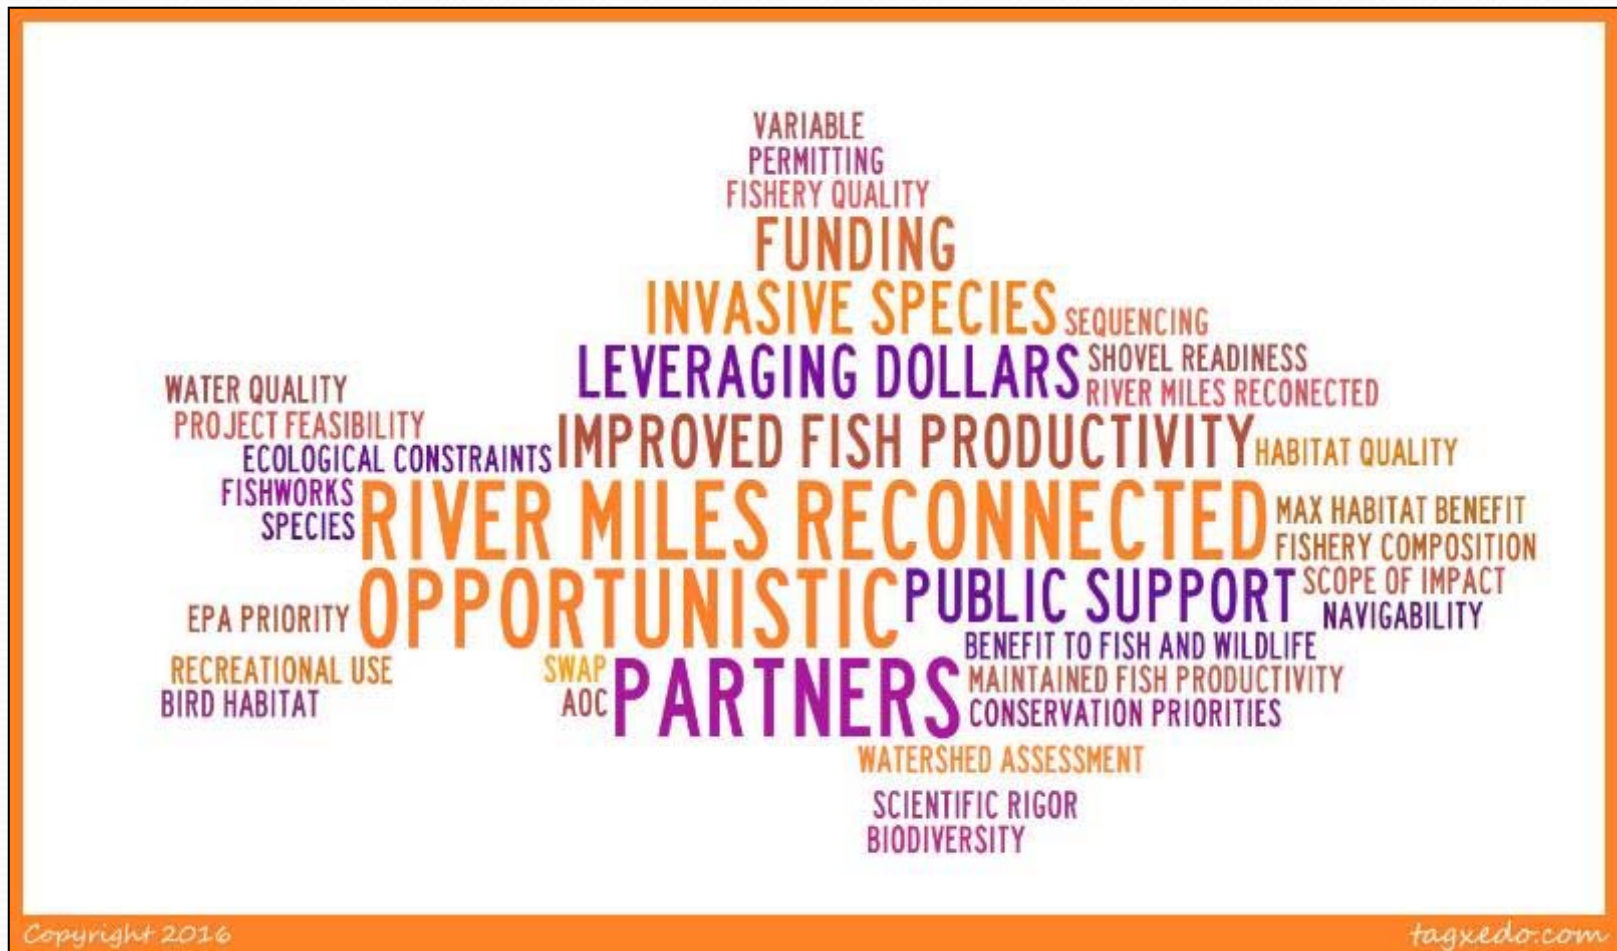 VARIABLE
PERMITTING
FISHERY QUALITY
FUNDING
INVASIVE SPECIES
SEQUENCING
LEVERAGING DOLLARS
SHOVEL READINESS
RIVER MILES RECONECTED
WATER QUALITY
PROJECT FEASIBILITY
ECOLOGICAL CONSTRAINTS
IMPROVED FISH PRODUCTIVITY
HABITAT QUALITY
FISHWORKS
SPECIES
RIVER MILES RECONNECTED
MAX HABITAT BENEFIT
FISHERY COMPOSITION
EPA PRIORITY
OPPORTUNISTIC
PUBLIC SUPPORT
SCOPE OF IMPACT
NAVIGABILITY
BENEFIT TO FISH AND WILDLIFE
RECREATIONAL USE
BIRD HABITAT
SWAP
AOC
PARTNERS
MAINTAINED FISH PRODUCTIVITY
CONSERVATION PRIORITIES
WATERSHED ASSESSMENT
SCIENTIFIC RIGOR
BIODIVERSITY
Copyright 2016
tagxedo.com